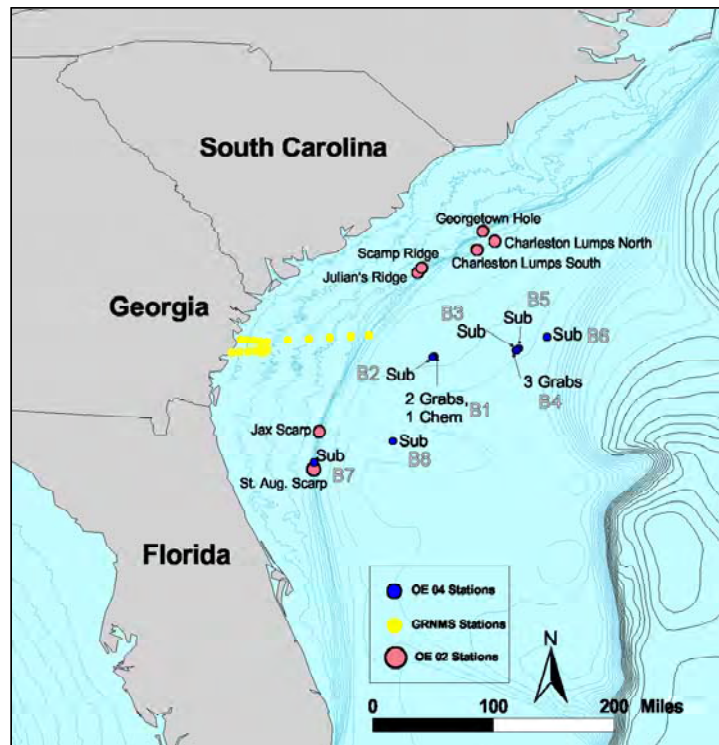 South Carolina
Georgetown Hole
Charleston Lumps North
Scamp Ridge
Charleston Lumps South
Julian's Ridge
Georgia
B3
B5
Sub
Sub
Sub
B6
B2
Sub
3 Grabs
B4
2 Grabs,
1 Chem
B1
Jax Scarp
Sub
B8
Sub
B7
St. Aug. Scarp
Florida
OE 04 Stations
GRNMS Stations
OE 02 Stations
N
0 100 200 Miles